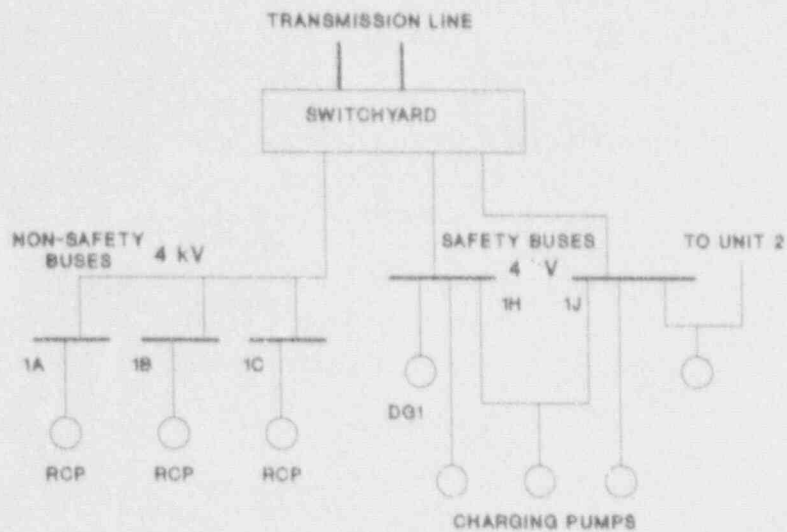 TRANSMISSION LINE
SWITCHYARD
NON-SAFETY
BUSES
4 kV
SAFETY BUSES
4 V
TO UNIT 2
1H
1J
1A
1B
1C
DG1
RCP
RCP
RCP
CHARGING PUMPS